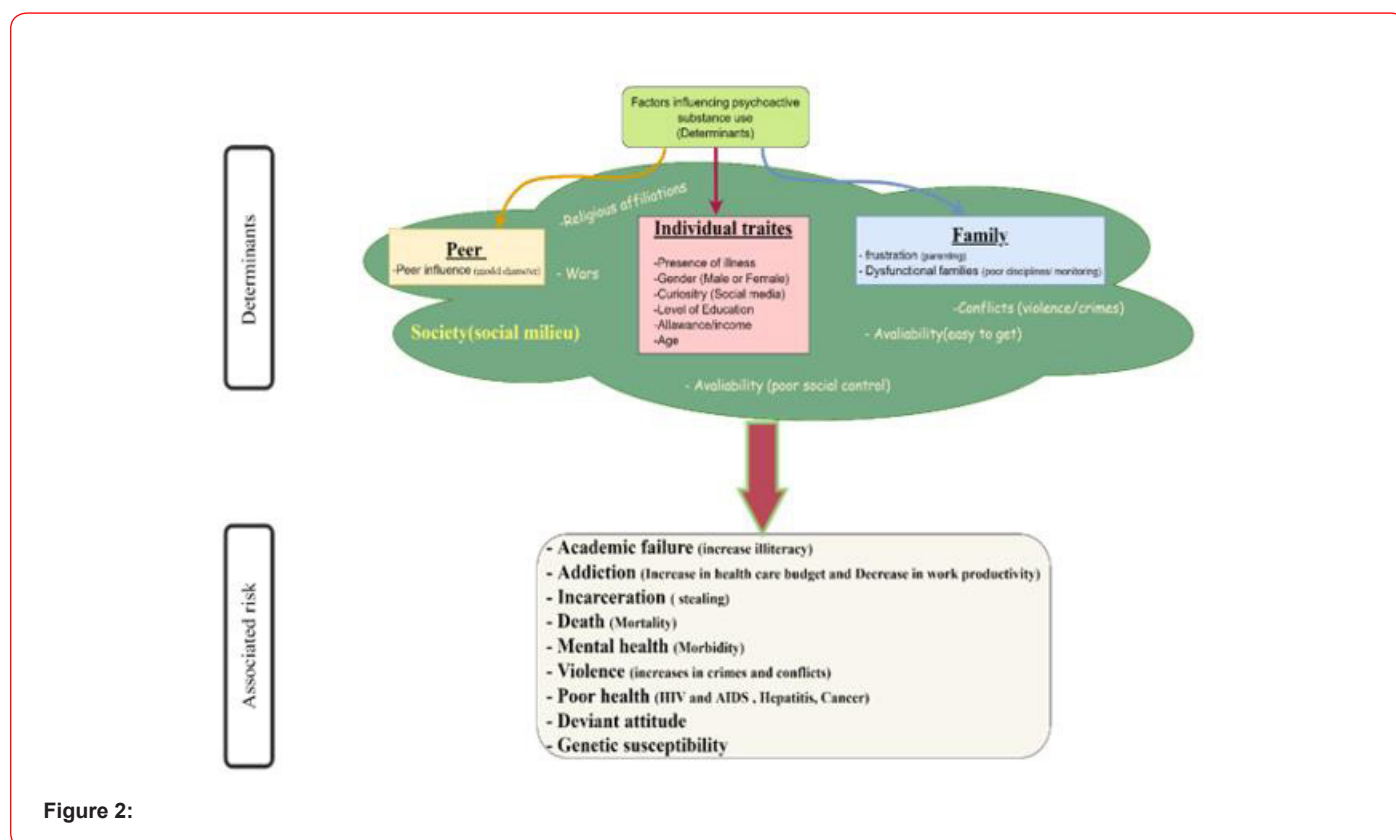 Factors influencing psychoactive
substance use
(Determinants)
Determinants
-Religious affiliations
Peer
-Peer influence
- Wars
Society(social milieu)
Individual traites
-Presence of illness
-Gender (Male or Female)
-Curiositry (Social media)
-Level of Education
-Allawance/income
-Age
Family
- frustration (parenting)
- Dysfunctional families (poor disciplines/ monitoring)
-Conflicts (violence/crimes)
- Avaliability(easy to get)
- Avaliability (poor social control)
Associated risk
- Academic failure (increase illiteracy)
- Addiction (Increase in health care budget and Decrease in work productivity)
- Incarceration ( stealing)
- Death (Mortality)
- Mental health (Morbidity)
- Violence (increases in crimes and conflicts)
- Poor health (HIV and AIDS , Hepatitis, Cancer)
- Deviant attitude
- Genetic susceptibility
Figure 2: